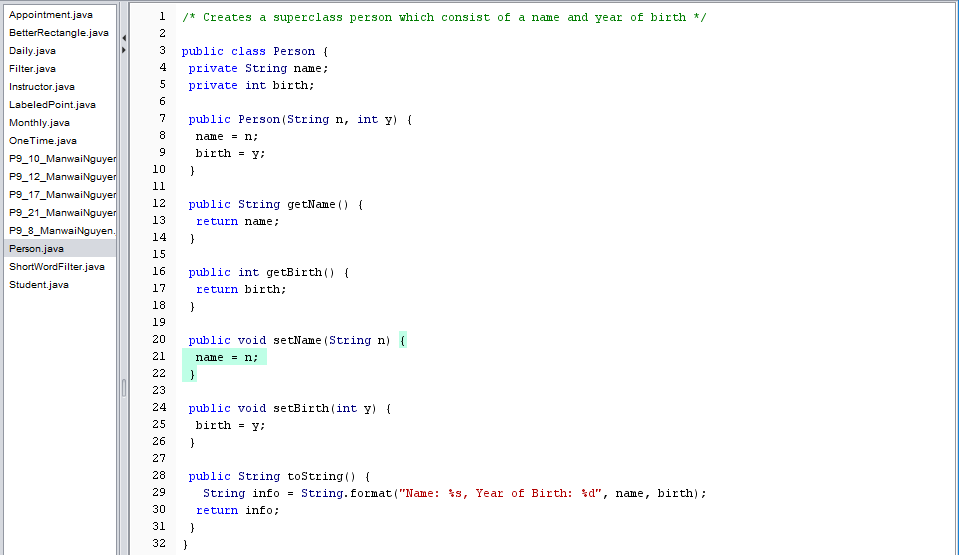 Appointment.java
BetterRectangle.java
Daily.java
Filter.java
Instructor.java
LabeledPoint.java
Monthly.java
OneTime.java
P9_10_ManwaiNguyen
P9_12_ManwaiNguyen
P9_17_ManwaiNguyen
P9_21_ManwaiNguyen
P9_8_ManwaiNguyen.
Person.java
ShortWordFilter.java
Student.java
1 /* Creates a superclass person which consist of a name and year of birth */
2
3 public class Person {
4 private String name;
5 private int birth;
6
7 public Person(String n, int y) {
8 name = n;
9 birth = y;
10 }
11
12 public String getName() {
13 return name;
14 }
15
16 public int getBirth() {
17 return birth;
18 }
19
20 public void setName(String n) {
21 name = n;
22 }
23
24 public void setBirth(int y) {
25 birth = y;
26 }
27
28 public String toString() {
29 String info = String.format("Name: %s, Year of Birth: %d", name, birth);
30 return info;
31 }
32 }